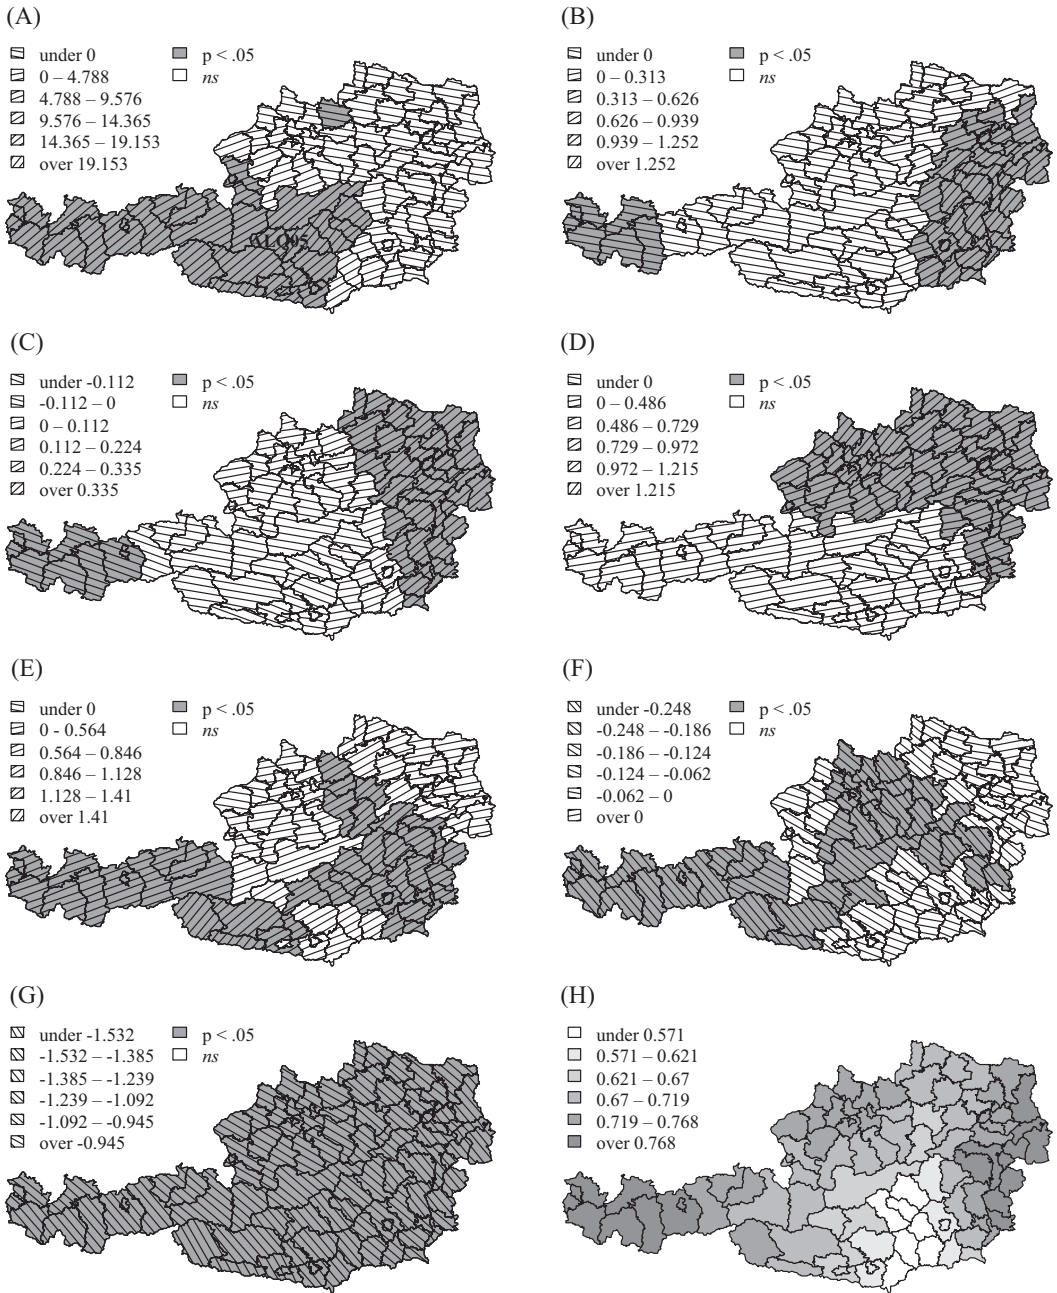 (A)
under 0
0 – 4.788
4.788 – 9.576
9.576 – 14.365
14.365 – 19.153
over 19.153
p < .05
ns
(B)
under 0
0 – 0.313
0.313 – 0.626
0.626 – 0.939
0.939 – 1.252
over 1.252
p < .05
ns
(C)
under -0.112
-0.112 – 0
0 – 0.112
0.112 – 0.224
0.224 – 0.335
over 0.335
p < .05
ns
(D)
under 0
0 – 0.486
0.486 – 0.729
0.729 – 0.972
0.972 – 1.215
over 1.215
p < .05
ns
(E)
under 0
0 - 0.564
0.564 – 0.846
0.846 – 1.128
1.128 – 1.41
over 1.41
p < .05
ns
(F)
under -0.248
-0.248 – -0.186
-0.186 – -0.124
-0.124 – -0.062
-0.062 – 0
over 0
p < .05
ns
(G)
under -1.532
-1.532 – -1.385
-1.385 – -1.239
-1.239 – -1.092
-1.092 – -0.945
over -0.945
p < .05
ns
(H)
under 0.571
0.571 – 0.621
0.621 – 0.67
0.67 – 0.719
0.719 – 0.768
over 0.768